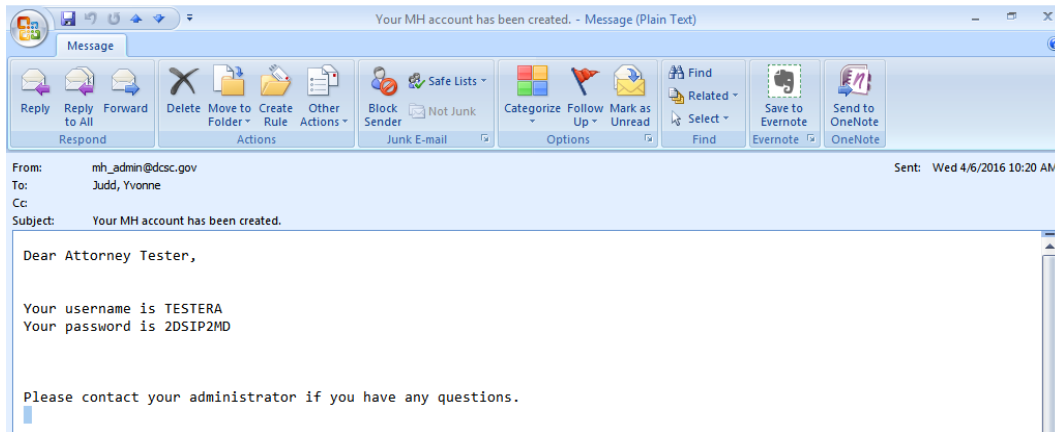 Your MH account has been created. - Message (Plain Text)
Message
Reply Reply to All Forward
Delete Move to Folder Create Rule Other Actions
Block Sender Safe Lists Not Junk
Categorize Follow Up Mark as Unread
Find Related Select
Save to Evernote
Send to OneNote
Respond Actions Junk E-mail Options Find Evernote OneNote
From: mh_admin@dcsc.gov Sent: Wed 4/6/2016 10:20 AM
To: Judd, Yvonne
Cc:
Subject: Your MH account has been created.
Dear Attorney Tester,
Your username is TESTERA
Your password is 2DSIP2MD
Please contact your administrator if you have any questions.